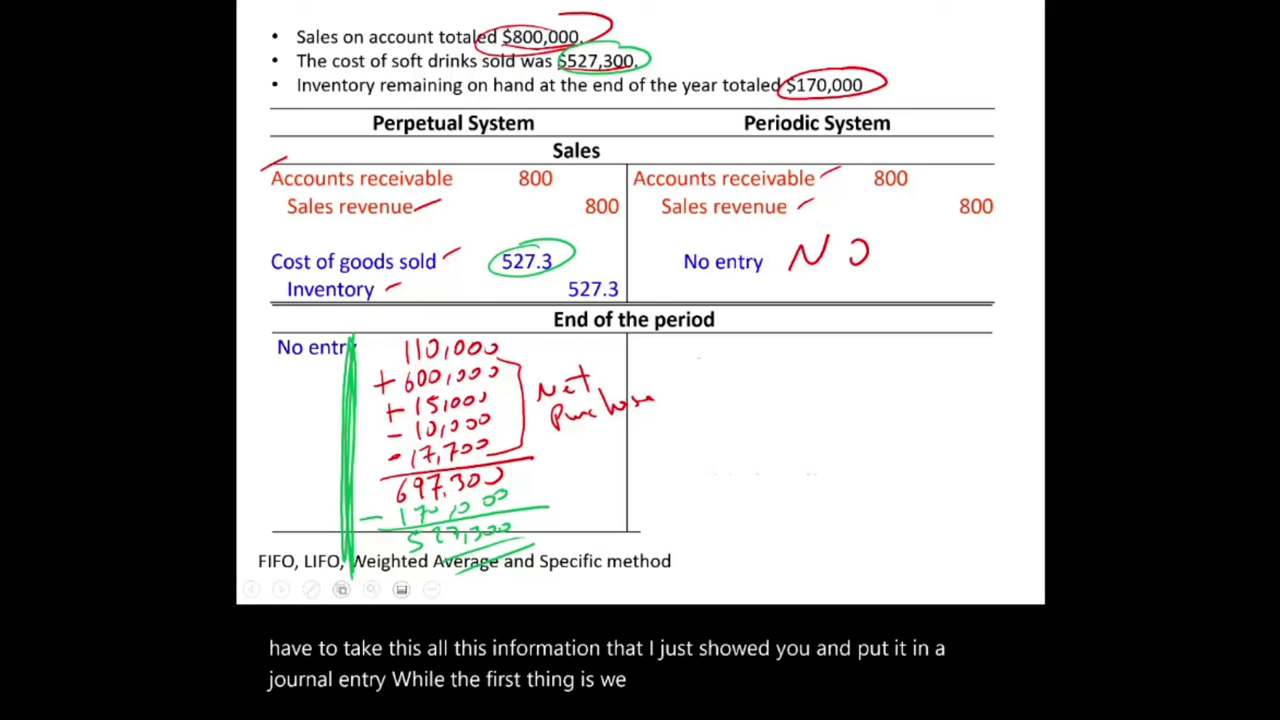 • Sales on account totaled $800,000.
• The cost of soft drinks sold was $527,300.
• Inventory remaining on hand at the end of the year totaled $170,000
Perpetual System Periodic System
Sales
Accounts receivable 800 Accounts receivable 800
Sales revenue 800 Sales revenue 800
Cost of goods sold 527.3 No entry NO
Inventory 527.3
End of the period
No entry 110,000
+ 600,000
+ 15,000
- 10,000
- 17,700
Net
Purchase
697,300
- 170,000
527,300
FIFO, LIFO, Weighted Average and Specific method
have to take this all this information that I just showed you and put it in a
journal entry While the first thing is we